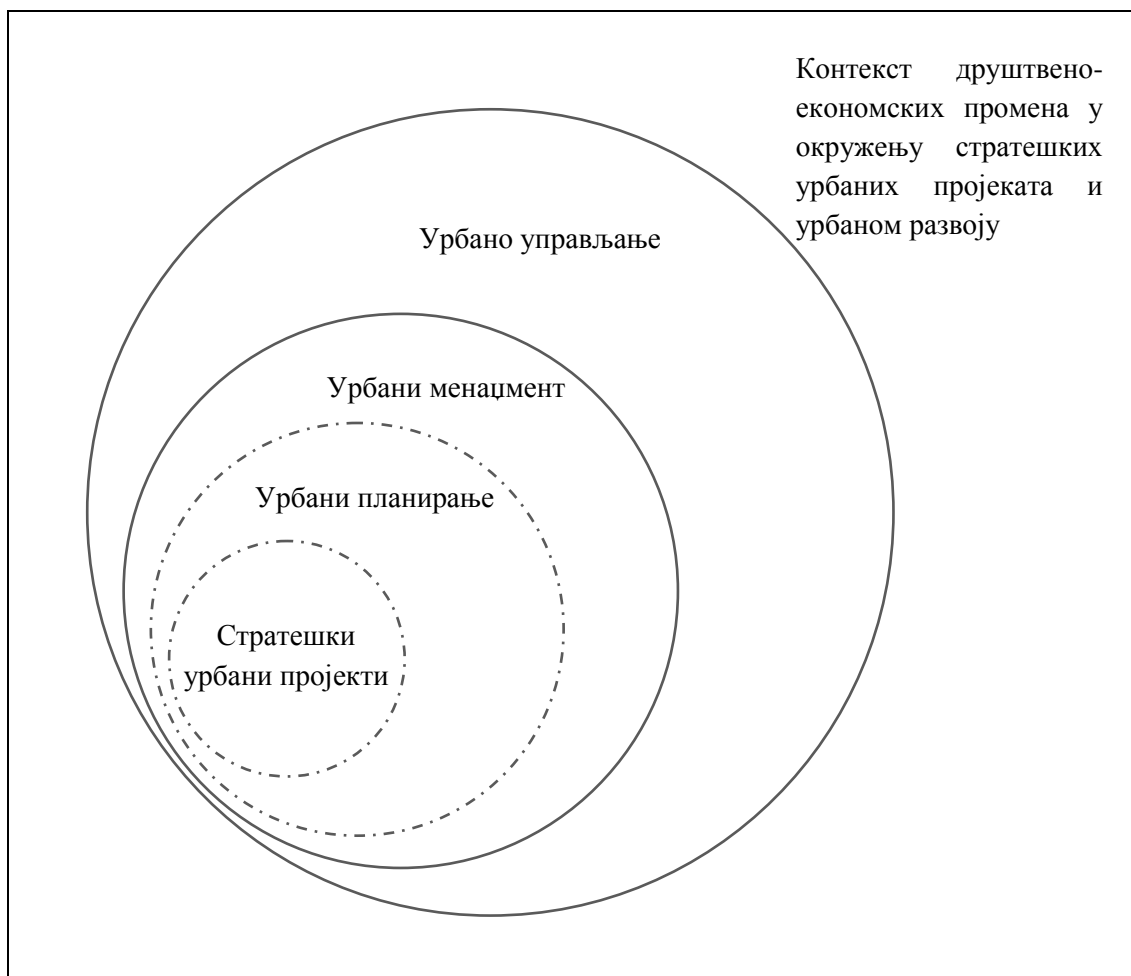 Контекст друштвено-
економских промена у
окружењу стратешких
урбаних пројеката и
урбаном развоју
Урбано управљање
Урбани менаџмент
Урбани планирање
Стратешки
урбани пројекти